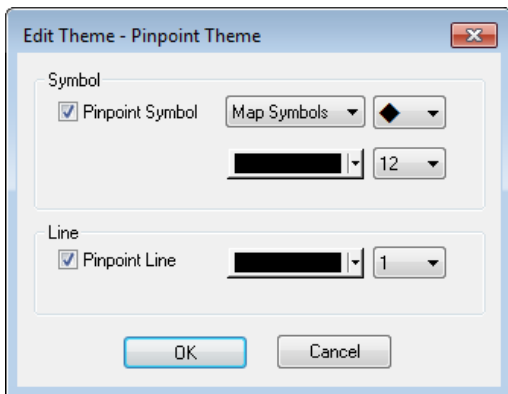 Edit Theme - Pinpoint Theme
Symbol
Pinpoint Symbol Map Symbols
12
Line
Pinpoint Line 1
OK Cancel